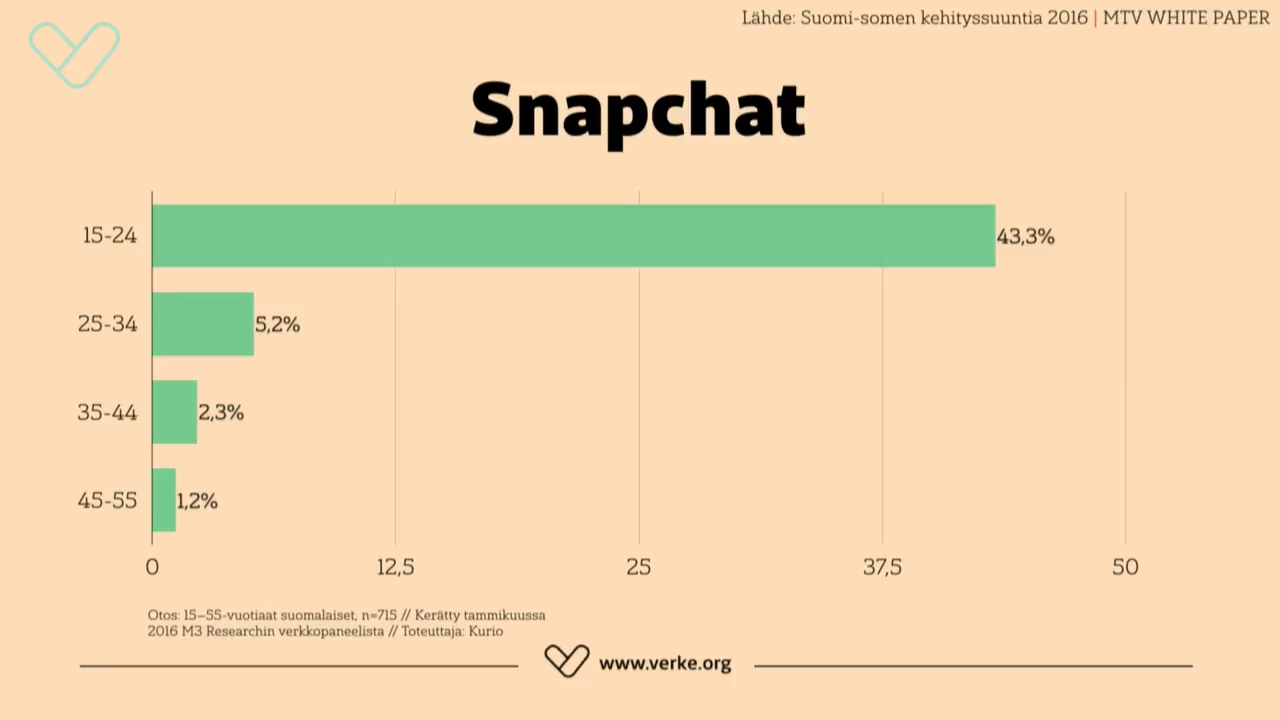 Lähde: Suomi-somen kehityssuuntia 2016 | MTV WHITE PAPER
Snapchat
15-24
43,3%
25-34
5,2%
35-44
2,3%
45-55
1,2%
0
12,5
25
37,5
50
Otos: 15–55-vuotiaat suomalaiset, n=715 // Kerätty tammikuussa
2016 M3 Researchin verkkopaneelista // Toteuttaja: Kurio
www.verke.org